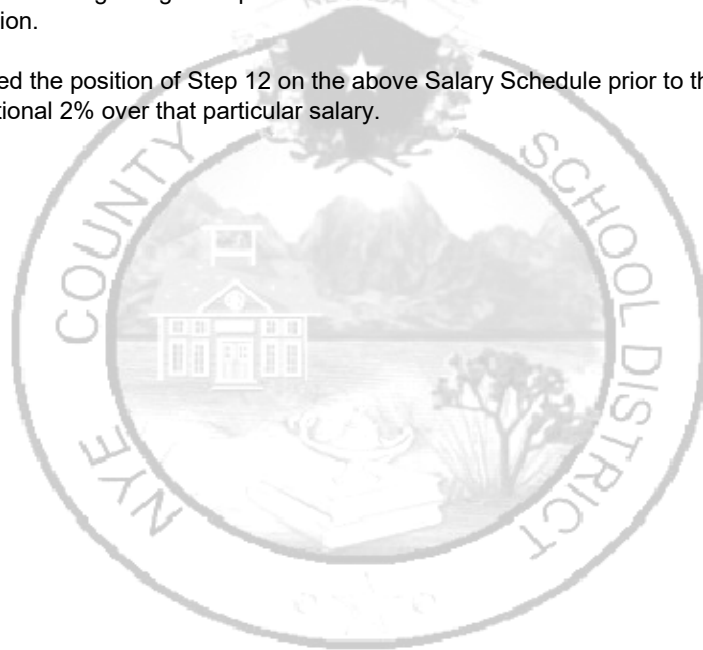 ion.
ed the position of Step 12 on the above Salary Schedule prior to th
tional 2% over that particular salary.
NYE COUNTY SCHOOL DISTRICT